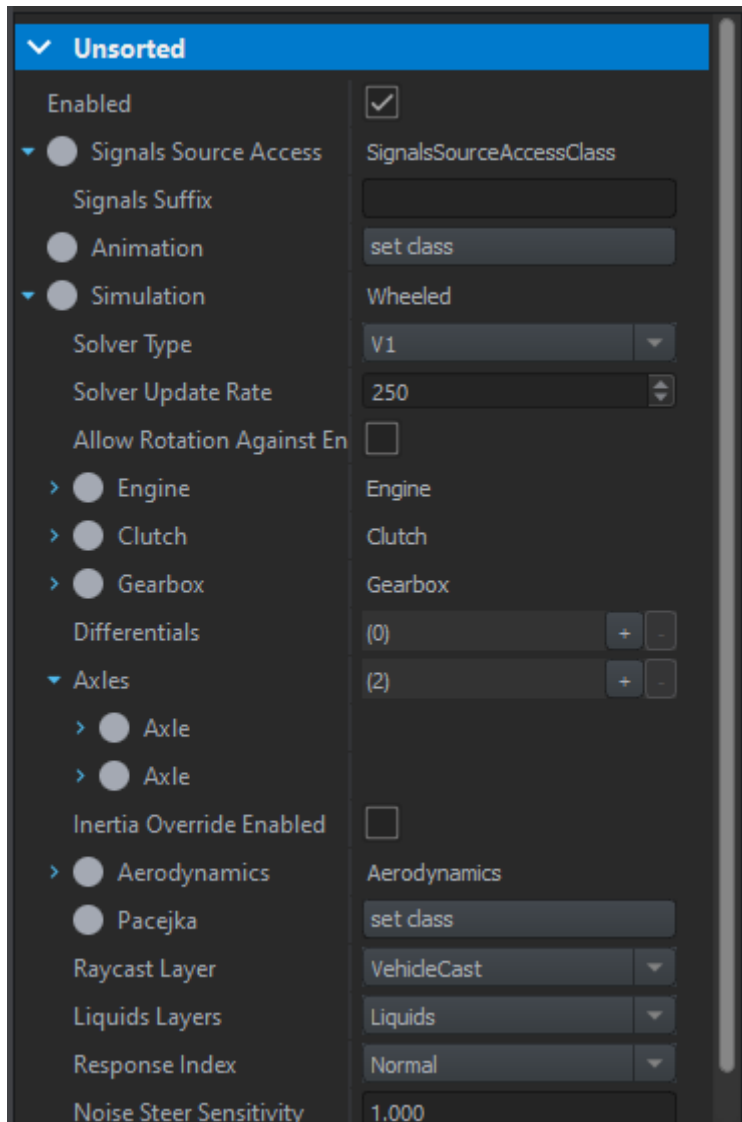 Unsorted
Enabled
Signals Source Access SignalsSourceAccessClass
Signals Suffix
Animation set class
Simulation Wheeled
Solver Type V1
Solver Update Rate 250
Allow Rotation Against En
Engine Engine
Clutch Clutch
Gearbox Gearbox
Differentials (0) + -
Axles (2) + -
Axle
Axle
Inertia Override Enabled
Aerodynamics Aerodynamics
Pacejka set class
Raycast Layer VehicleCast
Liquids Layers Liquids
Response Index Normal
Noise Steer Sensitivity 1.000